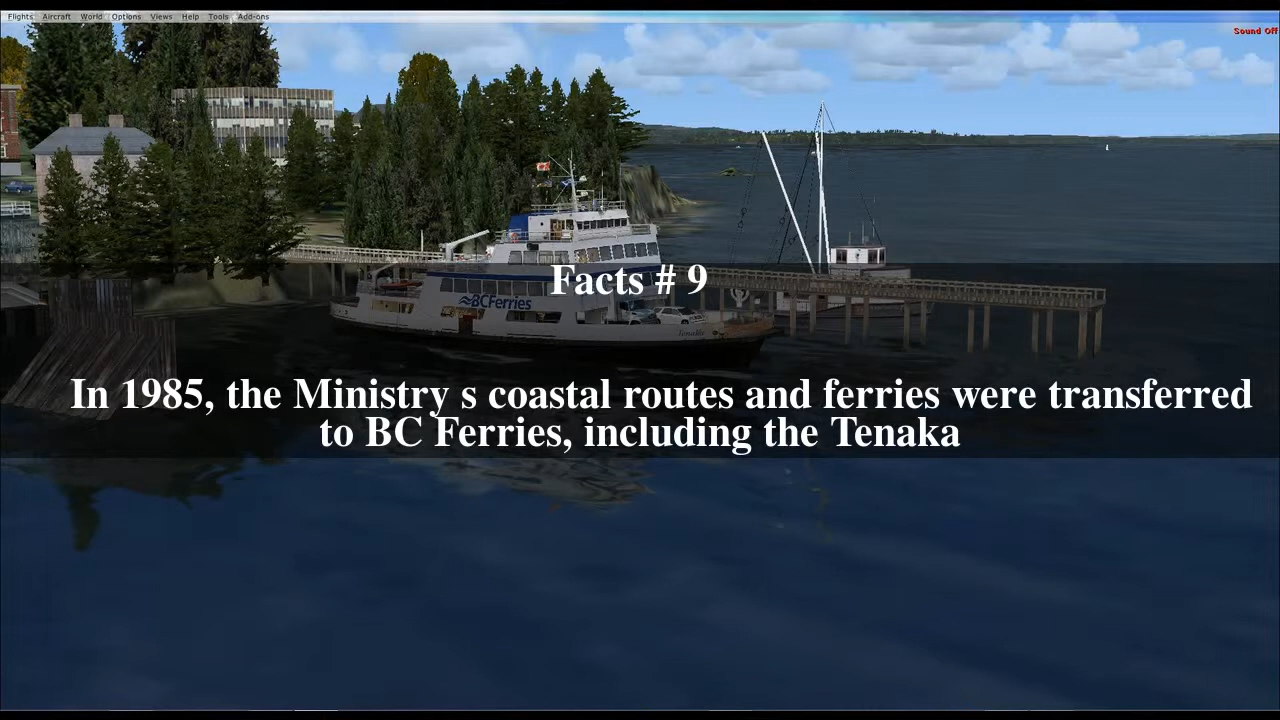 Flights Aircraft World Options Views Help Tools Add-ons
Sound Off
Facts # 9
BCFerries
Tenaka
In 1985, the Ministry s coastal routes and ferries were transferred
to BC Ferries, including the Tenaka